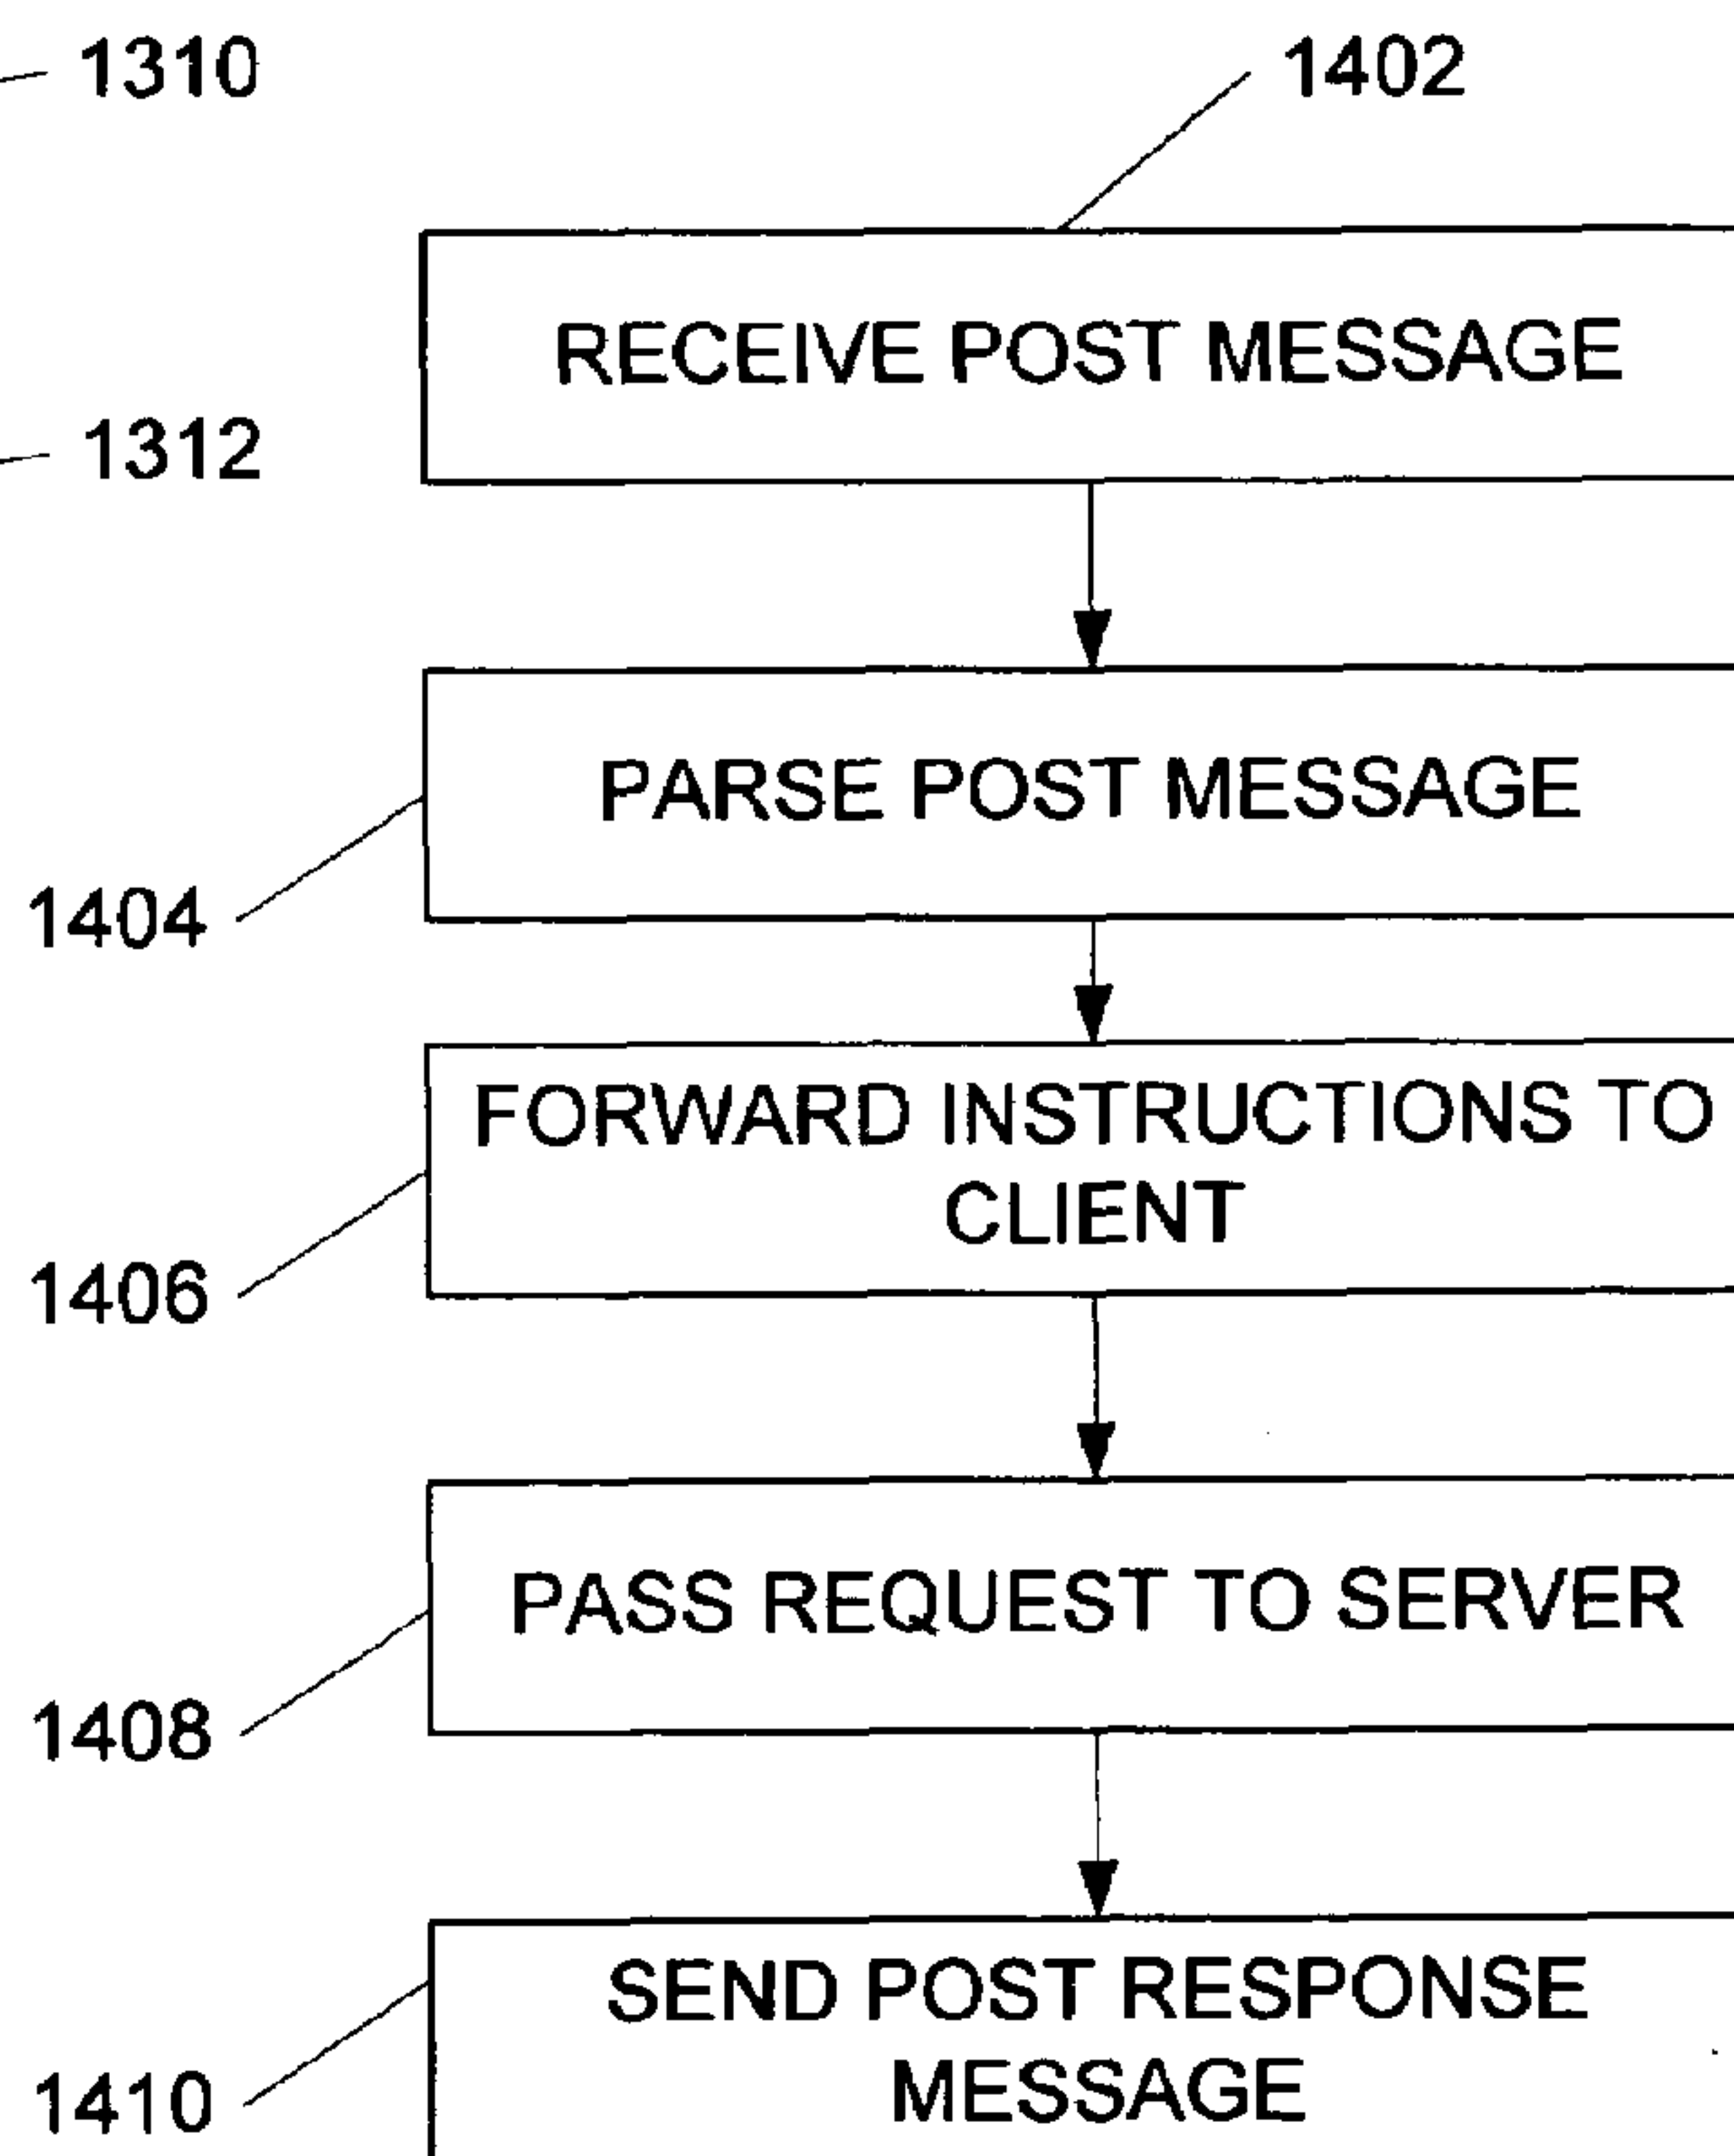 1310
1402
RECEIVE POST MESSAGE
1312
PARSE POST MESSAGE
1404
FORWARD INSTRUCTIONS TO
CLIENT
1406
PASS REQUEST TO SERVER
1408
SEND POST RESPONSE
MESSAGE
1410